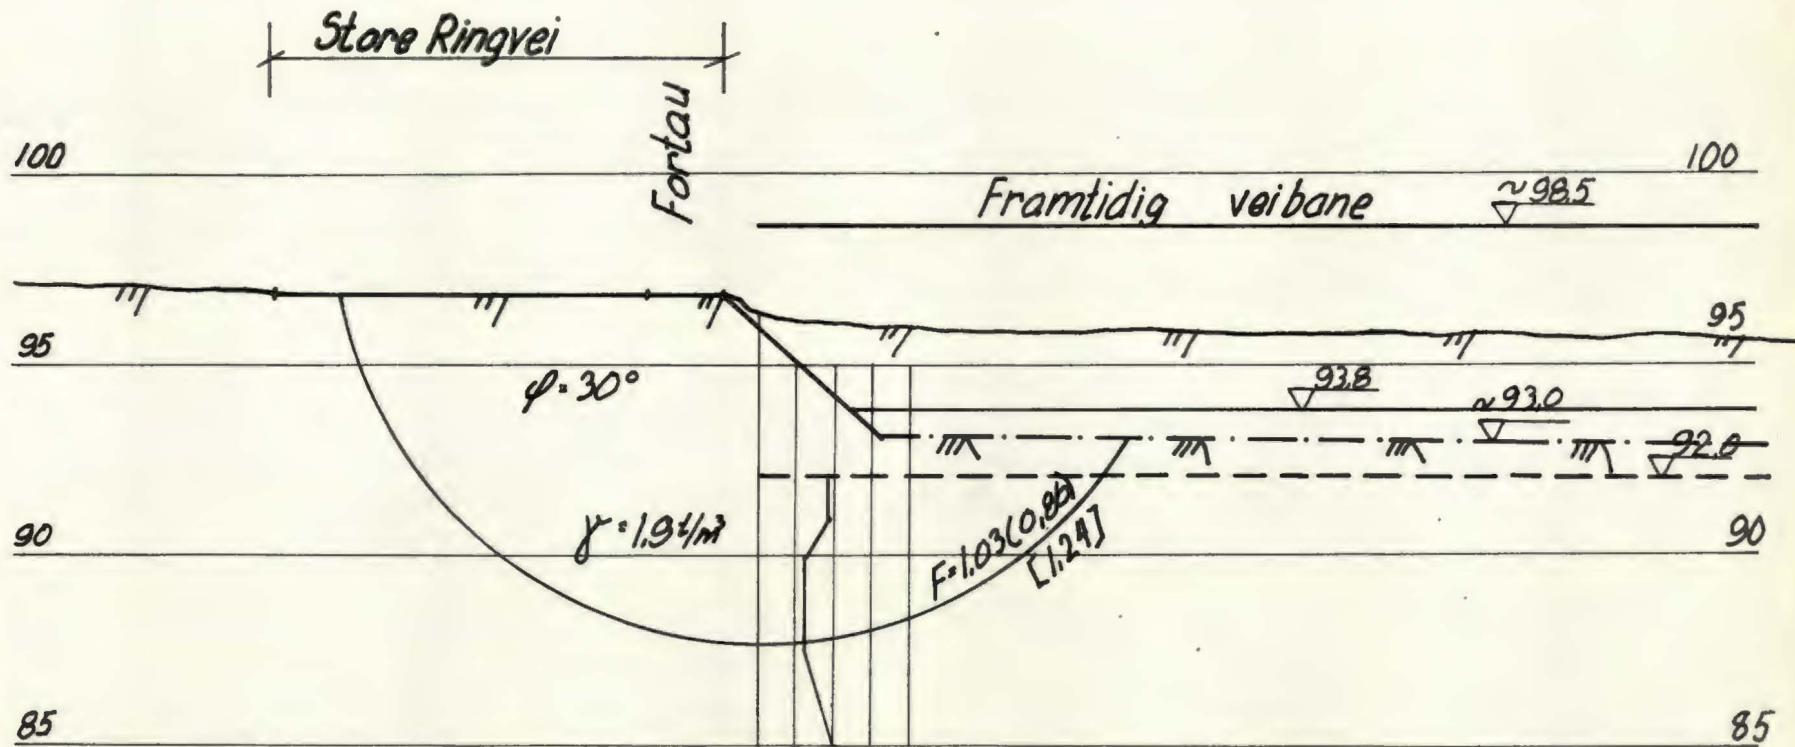 Store Ringvei
Fortau
100
100
Framtidig veibane
~98.5
95
95
φ=30°
93.8
~93.0
92.0
γ=1.9 t/m³
F=1.03(0,86)
[1,24]
90
90
85
85